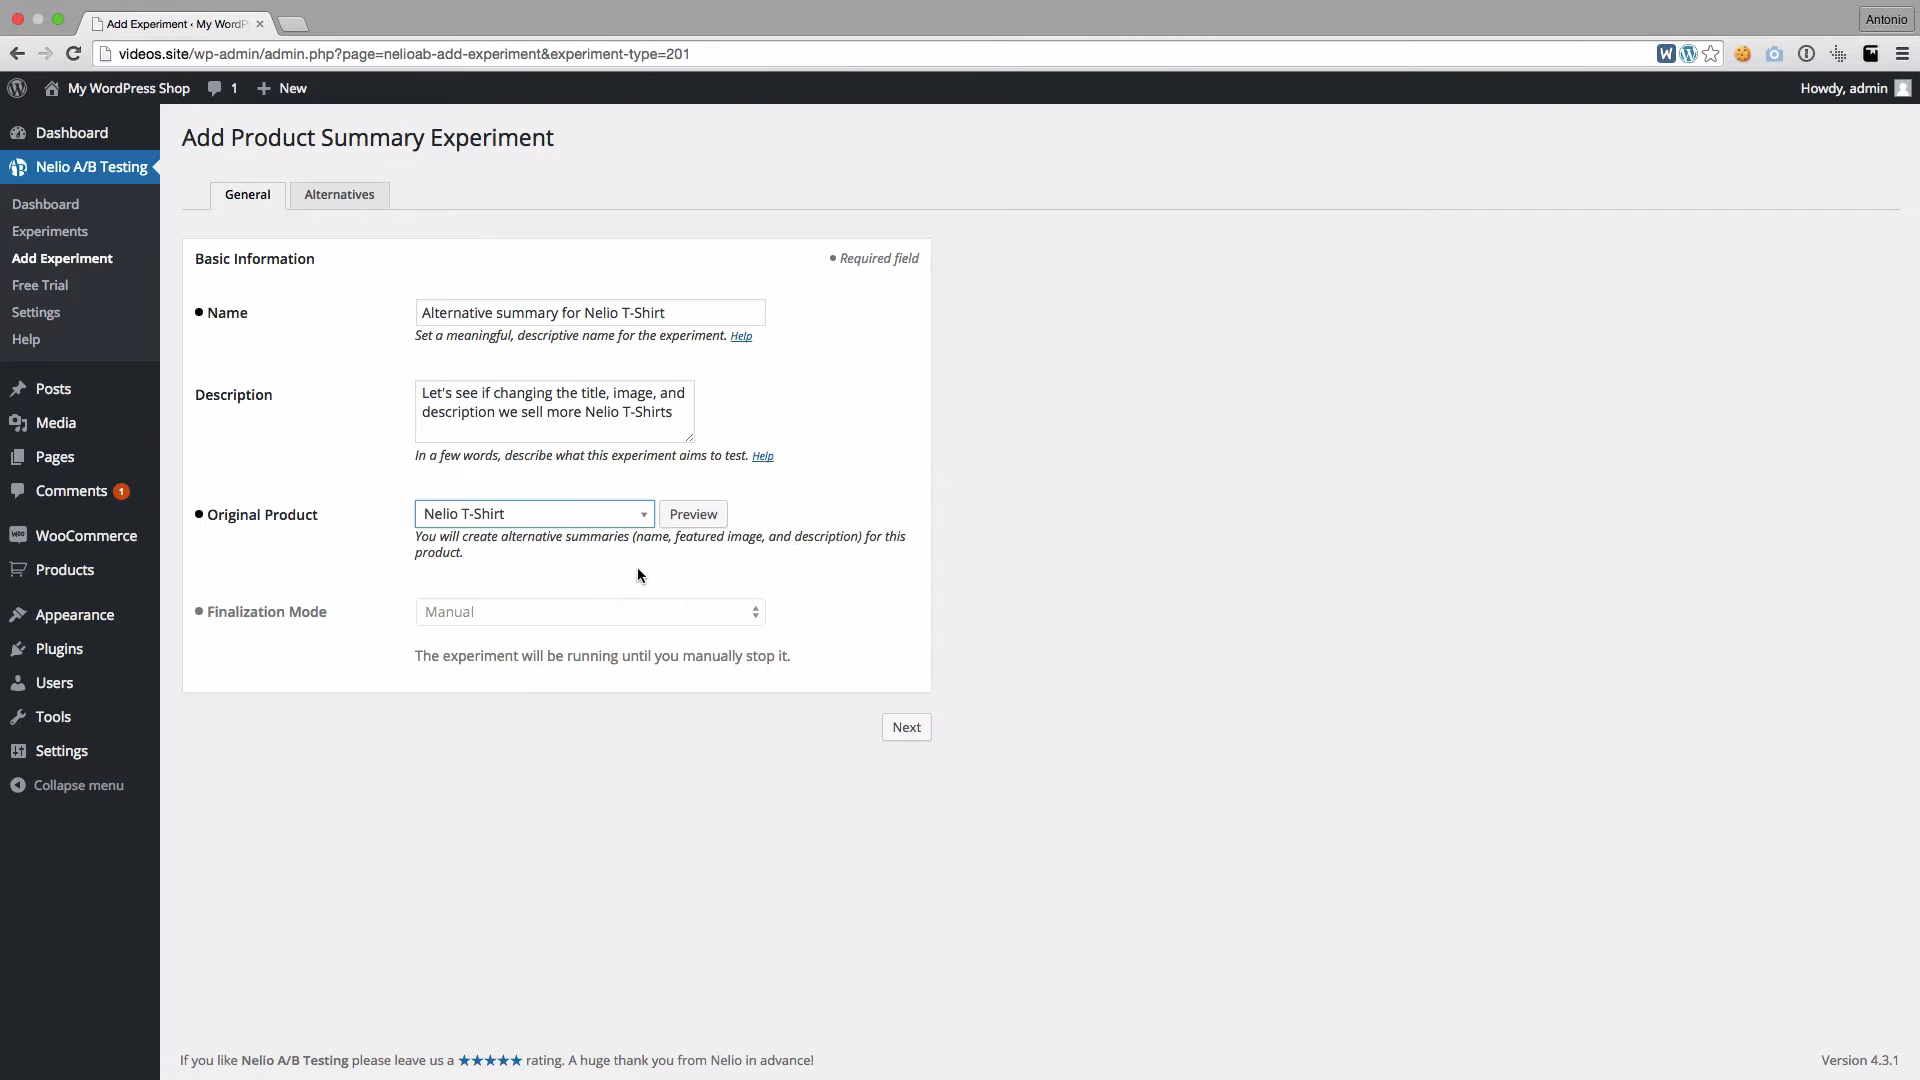 Add Experiment ‹ My WordP
Antonio
videos.site/wp-admin/admin.php?page=nelioab-add-experiment&experiment-type=201
My WordPress Shop
1
New
Howdy, admin
Dashboard
Nelio A/B Testing
Dashboard
Experiments
Add Experiment
Free Trial
Settings
Help
Posts
Media
Pages
Comments 1
WooCommerce
Products
Appearance
Plugins
Users
Tools
Settings
Collapse menu
Add Product Summary Experiment
General
Alternatives
Basic Information
• Required field
• Name
Alternative summary for Nelio T-Shirt
Set a meaningful, descriptive name for the experiment. Help
Description
Let's see if changing the title, image, and
description we sell more Nelio T-Shirts
In a few words, describe what this experiment aims to test. Help
• Original Product
Nelio T-Shirt
Preview
You will create alternative summaries (name, featured image, and description) for this
product.
• Finalization Mode
Manual
The experiment will be running until you manually stop it.
Next
If you like Nelio A/B Testing please leave us a ★★★★★ rating. A huge thank you from Nelio in advance!
Version 4.3.1